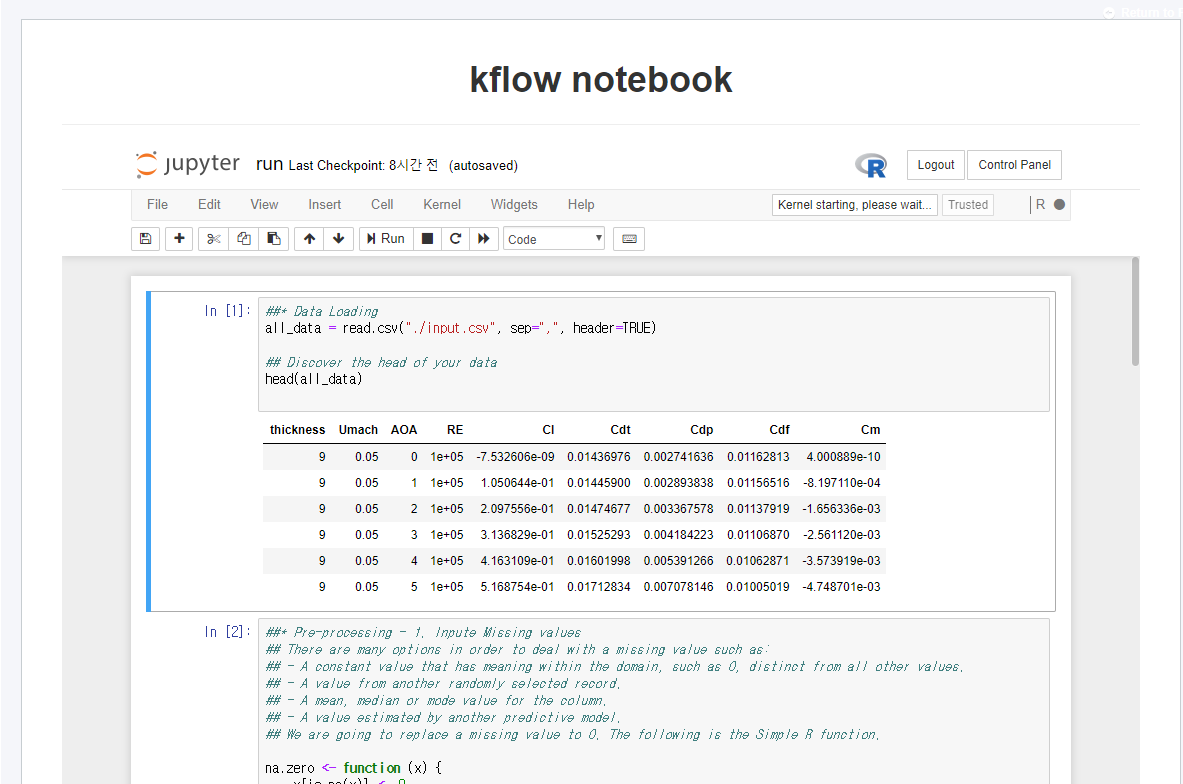 Return to
kflow notebook
jupyter run Last Checkpoint: 8시간 전 (autosaved)
R
Logout Control Panel
File Edit View Insert Cell Kernel Widgets Help
Kernel starting, please wait... Trusted R
Run Code
In [1]:
##* Data Loading
all_data = read.csv("./input.csv", sep=",", header=TRUE)
## Discover the head of your data
head(all_data)
thickness Umach AOA RE Cl Cdt Cdp Cdf Cm
9 0.05 0 1e+05 -7.532606e-09 0.01436976 0.002741636 0.01162813 4.000889e-10
9 0.05 1 1e+05 1.050644e-01 0.01445900 0.002893838 0.01156516 -8.197110e-04
9 0.05 2 1e+05 2.097556e-01 0.01474677 0.003367578 0.01137919 -1.656336e-03
9 0.05 3 1e+05 3.136829e-01 0.01525293 0.004184223 0.01106870 -2.561120e-03
9 0.05 4 1e+05 4.163109e-01 0.01601998 0.005391266 0.01062871 -3.573919e-03
9 0.05 5 1e+05 5.168754e-01 0.01712834 0.007078146 0.01005019 -4.748701e-03
In [2]:
##* Pre-processing - 1. Inpute Missing values
## There are many options in order to deal with a missing value such as:
## - A constant value that has meaning within the domain, such as 0, distinct from all other values.
## - A value from another randomly selected record.
## - A mean, median or mode value for the column.
## - A value estimated by another predictive model.
## We are going to replace a missing value to 0. The following is the Simple R function.
na.zero <- function (x) {